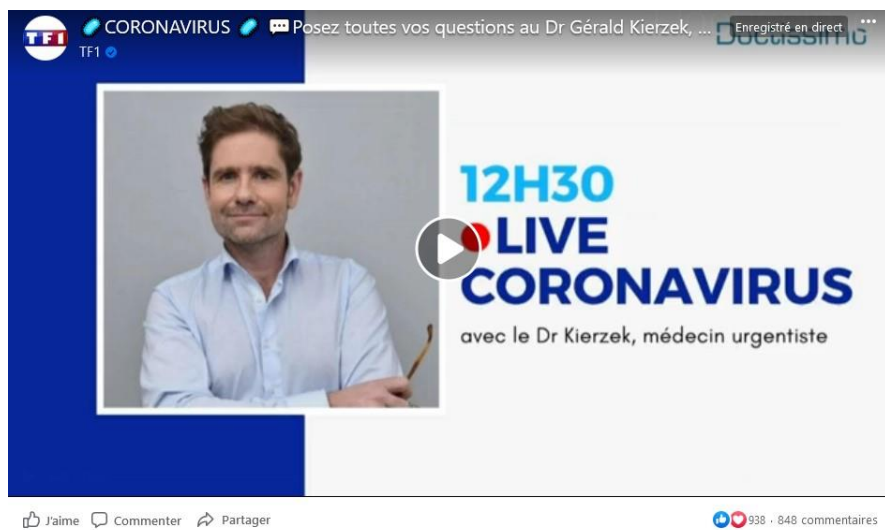 TF1
CORONAVIRUS Posez toutes vos questions au Dr Gérald Kierzek, ...
Enregistré en direct
TF1
Doctissimo
12H30
LIVE
CORONAVIRUS
avec le Dr Kierzek, médecin urgentiste
J'aime Commenter Partager
938 · 848 commentaires